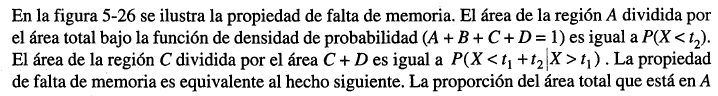 En la figura 5-26 se ilustra la propiedad de falta de memoria. El área de la región A dividida por
el área total bajo la función de densidad de probabilidad (A + B + C + D = 1) es igual a P(X < t₂).
El área de la región C dividida por el área C + D es igual a P(X < t₁ + t₂|X > t₁) . La propiedad
de falta de memoria es equivalente al hecho siguiente. La proporción del área total que está en A